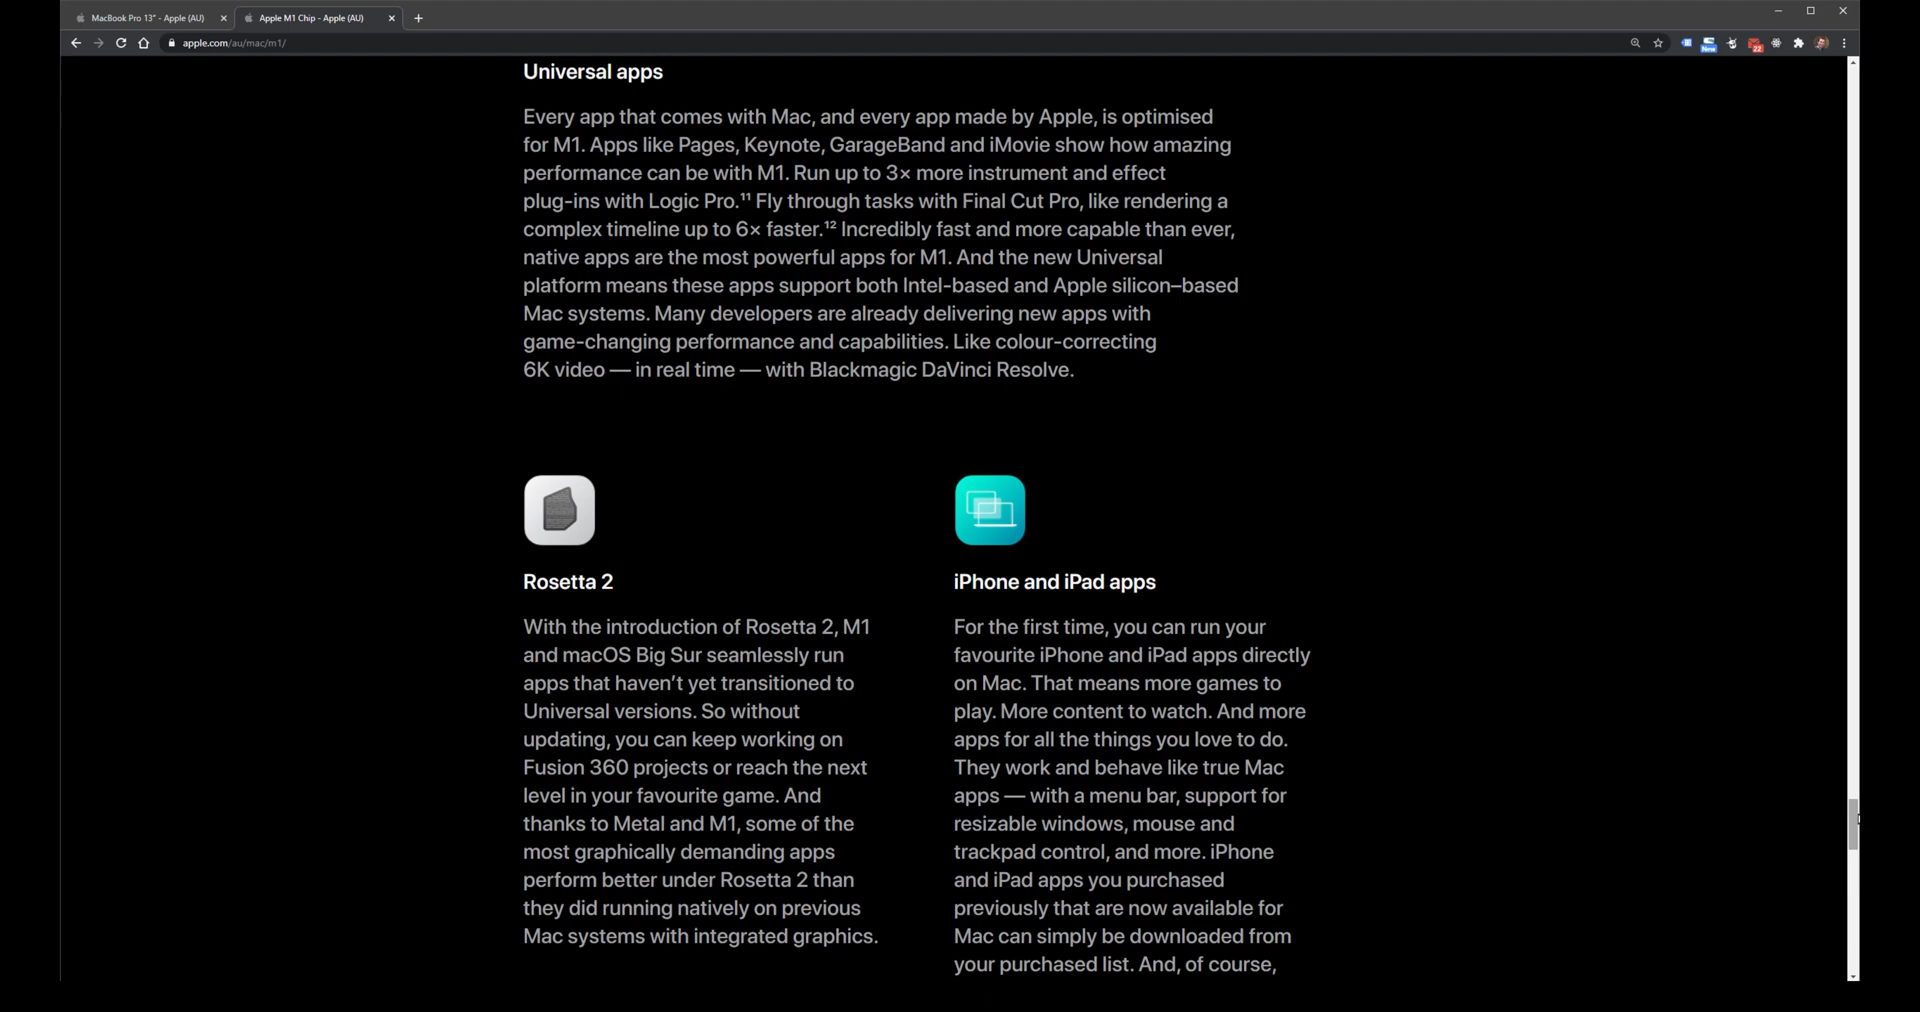 MacBook Pro 13" - Apple (AU)
Apple M1 Chip - Apple (AU)
apple.com/au/mac/m1/
New
22
Universal apps
Every app that comes with Mac, and every app made by Apple, is optimised
for M1. Apps like Pages, Keynote, GarageBand and iMovie show how amazing
performance can be with M1. Run up to 3× more instrument and effect
plug-ins with Logic Pro.¹¹ Fly through tasks with Final Cut Pro, like rendering a
complex timeline up to 6× faster.¹² Incredibly fast and more capable than ever,
native apps are the most powerful apps for M1. And the new Universal
platform means these apps support both Intel-based and Apple silicon–based
Mac systems. Many developers are already delivering new apps with
game-changing performance and capabilities. Like colour-correcting
6K video — in real time — with Blackmagic DaVinci Resolve.
Rosetta 2
With the introduction of Rosetta 2, M1
and macOS Big Sur seamlessly run
apps that haven't yet transitioned to
Universal versions. So without
updating, you can keep working on
Fusion 360 projects or reach the next
level in your favourite game. And
thanks to Metal and M1, some of the
most graphically demanding apps
perform better under Rosetta 2 than
they did running natively on previous
Mac systems with integrated graphics.
iPhone and iPad apps
For the first time, you can run your
favourite iPhone and iPad apps directly
on Mac. That means more games to
play. More content to watch. And more
apps for all the things you love to do.
They work and behave like true Mac
apps — with a menu bar, support for
resizable windows, mouse and
trackpad control, and more. iPhone
and iPad apps you purchased
previously that are now available for
Mac can simply be downloaded from
your purchased list. And, of course,